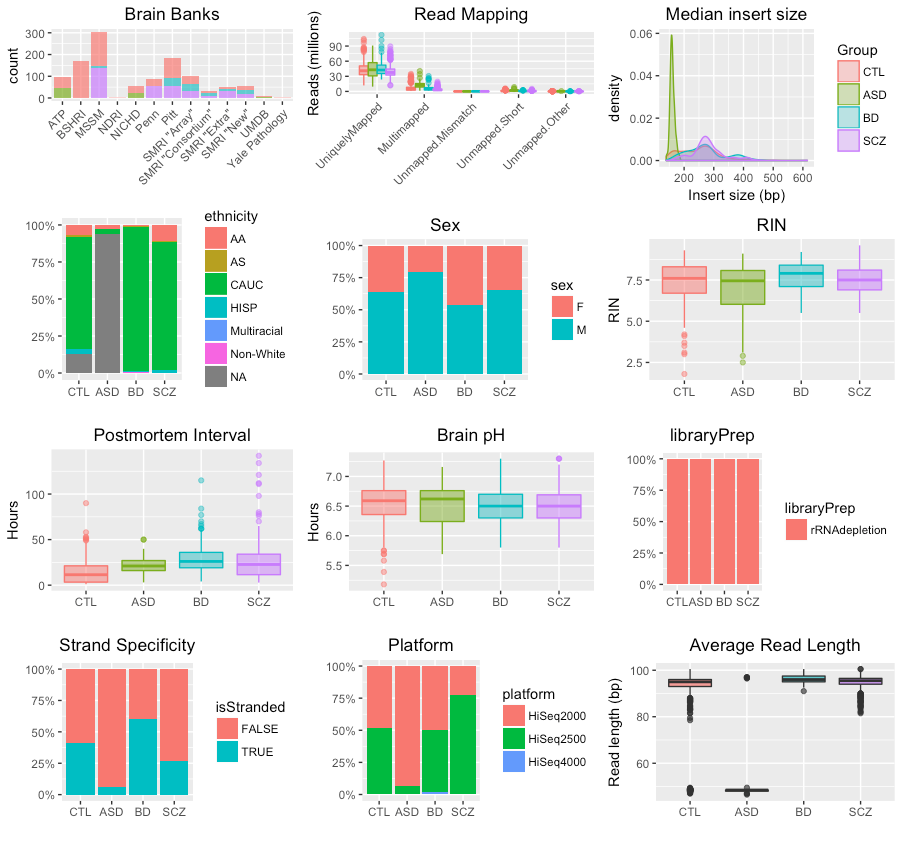 Brain Banks
count
300
200
100
0
ATP
BSHRI
MSSM
NDRI
NICHD
Penn
Pitt
SMRI "Array"
SMRI "Consortium"
SMRI "Extra"
SMRI "New"
UMDB
Yale Pathology
Read Mapping
Reads (millions)
90
60
30
0
UniquelyMapped
Multimapped
Unmapped.Mismatch
Unmapped.Short
Unmapped.Other
Median insert size
density
0.06
0.04
0.02
0.00
200 300 400 500 600
Insert size (bp)
Group
CTL
ASD
BD
SCZ
100%
75%
50%
25%
0%
CTL ASD BD SCZ
ethnicity
AA
AS
CAUC
HISP
Multiracial
Non-White
NA
Sex
100%
75%
50%
25%
0%
CTL ASD BD SCZ
sex
F
M
RIN
RIN
7.5
5.0
2.5
CTL ASD BD SCZ
Postmortem Interval
Hours
100
50
0
CTL ASD BD SCZ
Brain pH
Hours
7.0
6.5
6.0
5.5
CTL ASD BD SCZ
libraryPrep
100%
75%
50%
25%
0%
CTL ASD BD SCZ
libraryPrep
rRNAdepletion
Strand Specificity
100%
75%
50%
25%
0%
CTL ASD BD SCZ
isStranded
FALSE
TRUE
Platform
100%
75%
50%
25%
0%
CTL ASD BD SCZ
platform
HiSeq2000
HiSeq2500
HiSeq4000
Average Read Length
Read length (bp)
100
80
60
CTL ASD BD SCZ